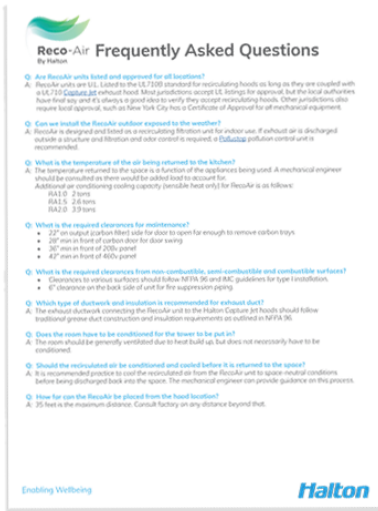 Reco-Air Frequently Asked Questions
By Halton
Q: Are RecoAir units listed and approved for all locations?
A: RecoAir units are U.L. Listed to the UL710B standard for recirculating hoods as long as they are coupled with
a UL710 Capture Jet exhaust hood. Most jurisdictions accept UL listings for approval, but the local authorities
have final say and it's always a good idea to verify they accept recirculating hoods. Other jurisdictions also
require local approval, such as New York City has a Certificate of Approval for all mechanical equipment.
Q: Can we install the RecoAir outdoor exposed to the weather?
A: RecoAir is designed and listed as a recirculating filtration unit for indoor use. If exhaust air is discharged
outside a structure and filtration and odor control is required, a Pollustop pollution control unit is
recommended.
Q: What is the temperature of the air being returned to the kitchen?
A: The temperature returned to the space is a function of the appliances being used. A mechanical engineer
should be consulted as there would be added load to account for.
Additional air conditioning cooling capacity (sensible heat only) for RecoAir is as follows:
RA1.0 2 tons
RA1.5 2.6 tons
RA2.0 3.9 tons
Q: What is the required clearances for maintenance?
• 22" on output (carbon filter) side for door to open far enough to remove carbon trays
• 28" min in front of carbon door for door swing
• 36" min in front of 208v panel
• 42" min in front of 460v panel
Q: What is the required clearances from non-combustible, semi-combustible and combustible surfaces?
• Clearances to various surfaces should follow NFPA 96 and IMC guidelines for type I installation.
• 6" clearance on the back side of unit for fire suppression piping.
Q: Which type of ductwork and insulation is recommended for exhaust duct?
A: The exhaust ductwork connecting the RecoAir unit to the Halton Capture Jet hoods should follow
traditional grease duct construction and insulation requirements as outlined in NFPA 96.
Q: Does the room have to be conditioned for the tower to be put in?
A: The room should be generally ventilated due to heat build up, but does not necessarily have to be
conditioned.
Q: Should the recirculated air be conditioned and cooled before it is returned to the space?
A: It is recommended practice to cool the recirculated air from the RecoAir unit to space-neutral conditions
before being discharged back into the space. The mechanical engineer can provide guidance on this process.
Q: How far can the RecoAir be placed from the hood location?
A: 35 feet is the maximum distance. Consult factory on any distance beyond that.
Enabling Wellbeing
Halton